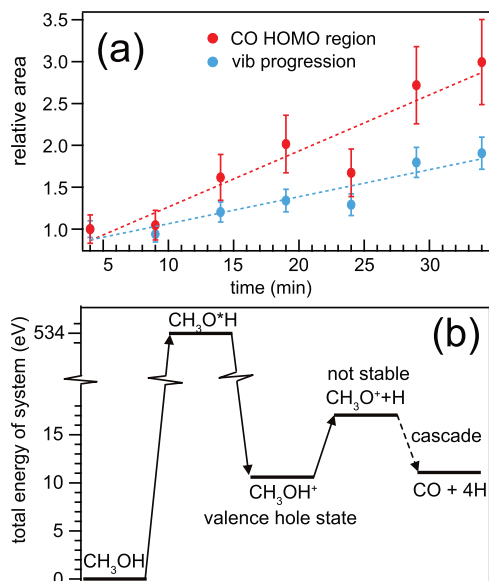 3.5
(a)
CO HOMO region
vib progression
3.0
2.5
2.0
1.5
1.0
relative area
5 10 15 20 25 30
time (min)
(b)
534
CH₃O*H
not stable
CH₃O⁺+H
15
cascade
10
CH₃OH⁺
CO + 4H
valence hole state
5
CH₃OH
0
total energy of system (eV)